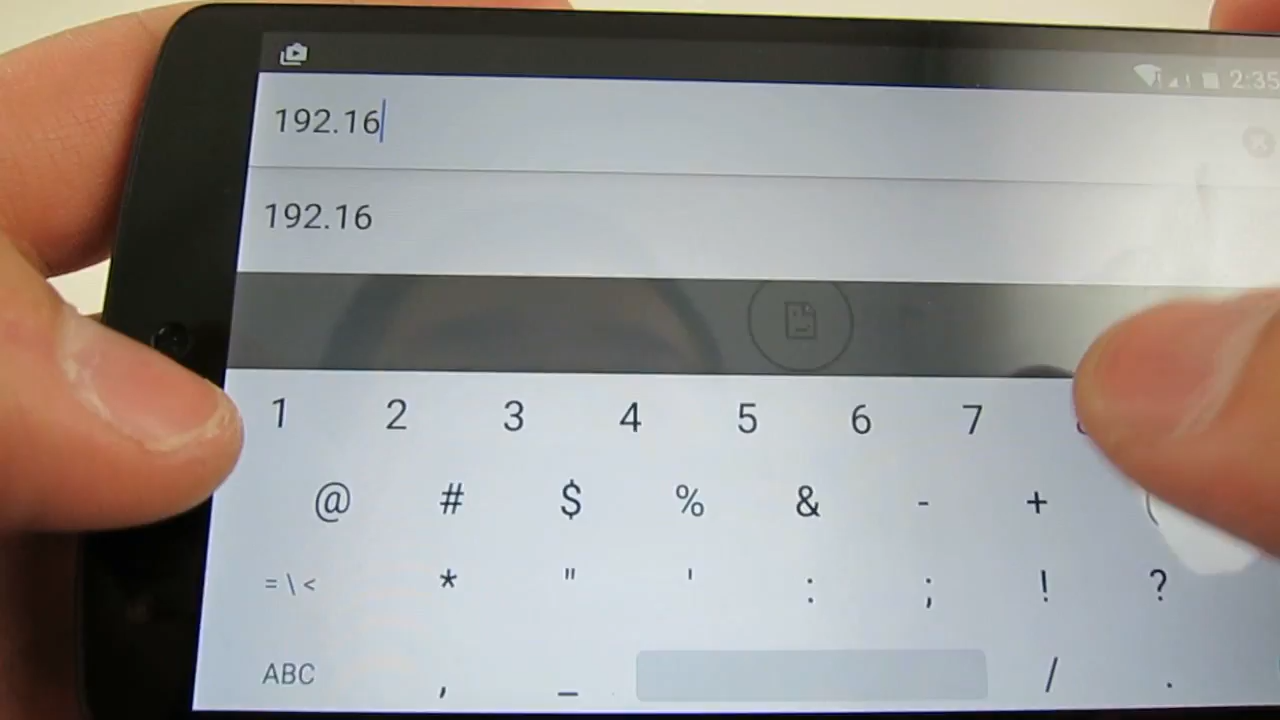 2:35
192.16
192.16
1 2 3 4 5 6 7
@ # $ % & - + (
= \ < * " ' : ; ! ?
ABC , _ / .